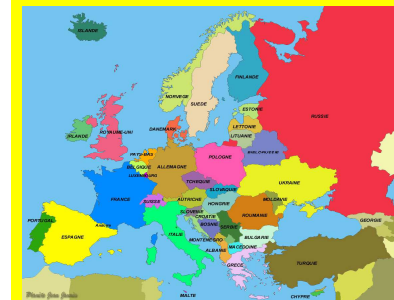 ISLANDE
NORVEGE
SUEDE
FINLANDE
RUSSIE
ESTONIE
LETTONIE
LITUANIE
DANEMARK
IRLANDE
ROYAUME-UNI
PAYS-BAS
BELGIQUE
LUXEMBOURG
ALLEMAGNE
POLOGNE
BIELORUSSIE
TCHEQUIE
SLOVAQUIE
UKRAINE
FRANCE
SUISSE
AUTRICHE
HONGRIE
MOLDAVIE
SLOVENIE
CROATIE
ROUMANIE
ITALIE
BOSNIE
SERBIE
MONTENEGRO
BULGARIE
GEORGIE
PORTUGAL
ESPAGNE
ALBANIE
MACEDOINE
GRECE
TURQUIE
MALTE
CHYPRE